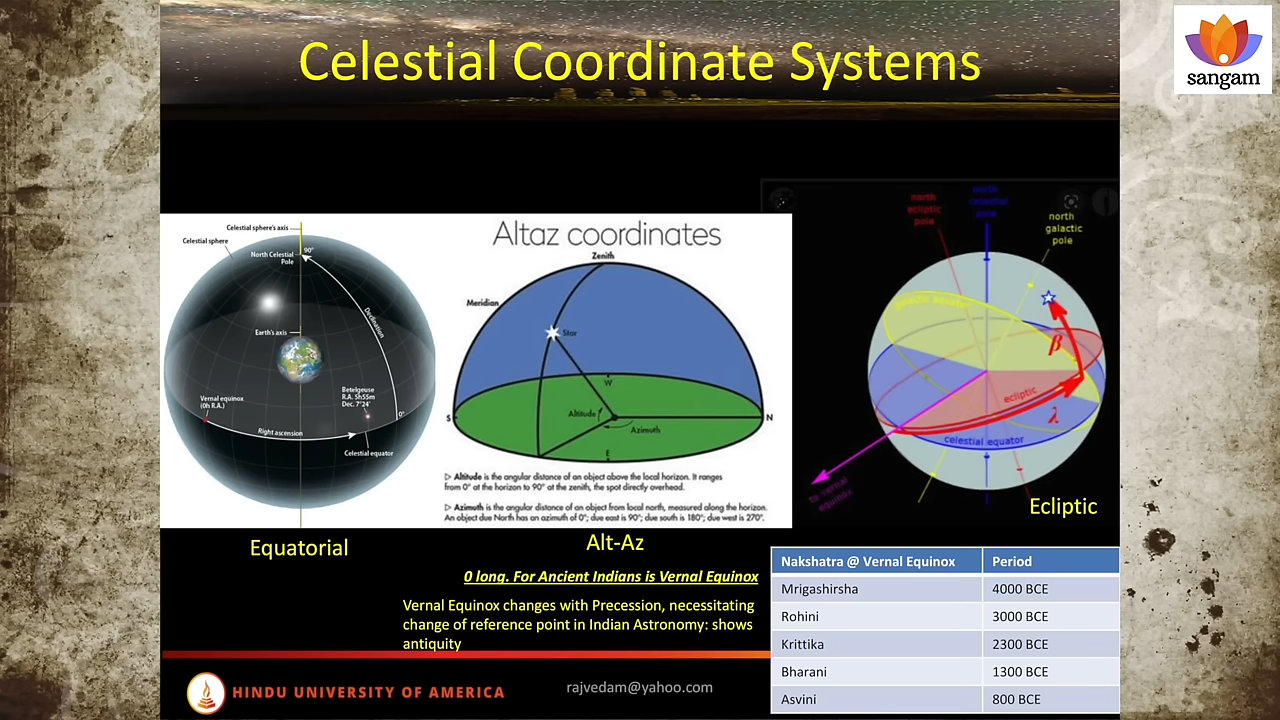 Celestial Coordinate Systems
sangam
Celestial sphere's axis
Celestial sphere
North Celestial
Pole
90°
Declination
Earth's axis
Vernal equinox
(0h R.A.)
Betelgeuse
R.A. 5h55m
Dec. 7°24'
0°
Right ascension
Celestial equator
Equatorial
Altaz coordinates
Zenith
Meridian
Star
W
S
Altitude
N
Azimuth
E
▷ Altitude is the angular distance of an object above the local horizon. It ranges
from 0° at the horizon to 90° at the zenith, the spot directly overhead.
▷ Azimuth is the angular distance of an object from local north, measured along the horizon.
An object due North has an azimuth of 0°; due east is 90°; due south is 180°; due west is 270°.
Alt-Az
north
ecliptic
pole
north
celestial
pole
north
galactic
pole
galactic equator
β
ecliptic
λ
celestial equator
to vernal
equinox
Ecliptic
0 long. For Ancient Indians is Vernal Equinox
Vernal Equinox changes with Precession, necessitating
change of reference point in Indian Astronomy: shows
antiquity
Nakshatra @ Vernal Equinox Period
Mrigashirsha 4000 BCE
Rohini 3000 BCE
Krittika 2300 BCE
Bharani 1300 BCE
Asvini 800 BCE
HINDU UNIVERSITY OF AMERICA
rajvedam@yahoo.com